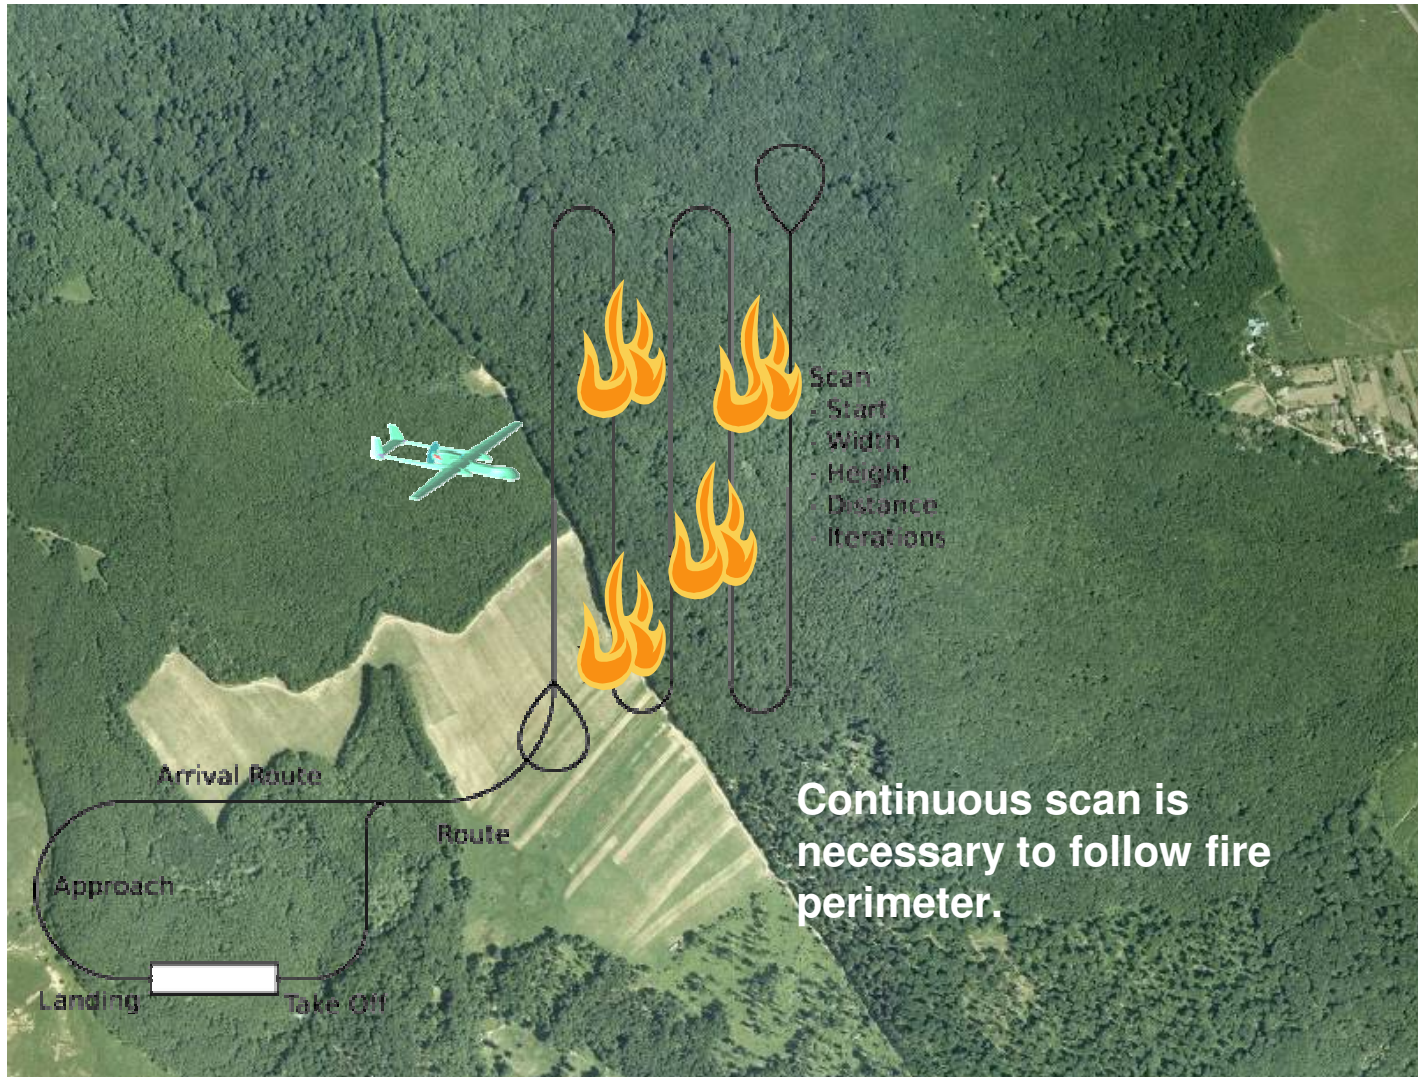 Scan
- Start
- Width
- Height
- Distance
- Iterations
Arrival Route
Route
Approach
Landing
Take Off
Continuous scan is
necessary to follow fire
perimeter.